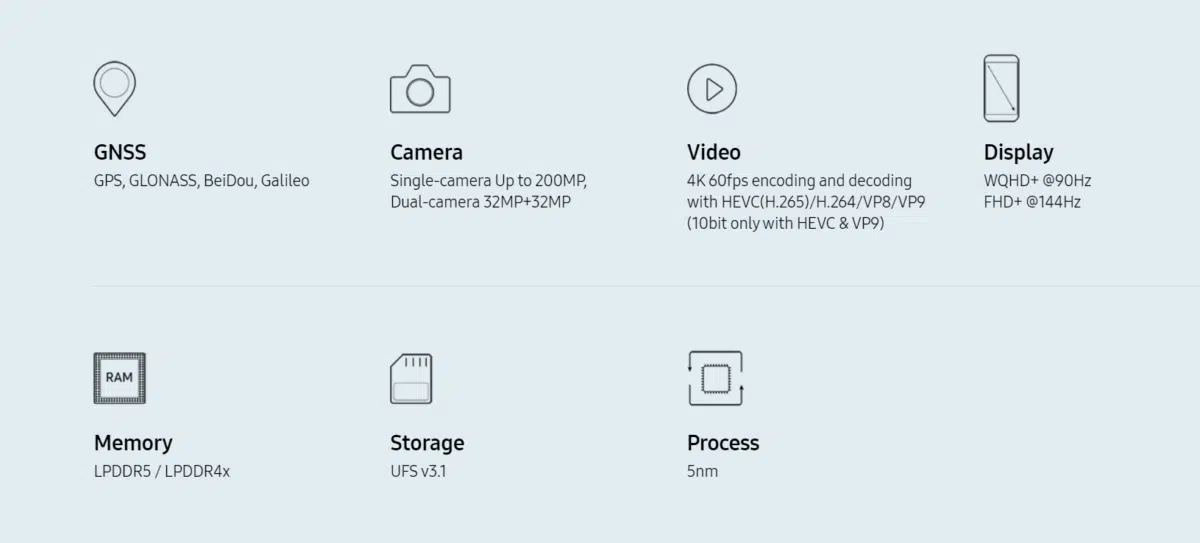 GNSS
GPS, GLONASS, BeiDou, Galileo
Camera
Single-camera Up to 200MP,
Dual-camera 32MP+32MP
Video
4K 60fps encoding and decoding
with HEVC(H.265)/H.264/VP8/VP9
(10bit only with HEVC & VP9)
Display
WQHD+ @90Hz
FHD+ @144Hz
RAM
Memory
LPDDR5 / LPDDR4x
Storage
UFS v3.1
Process
5nm